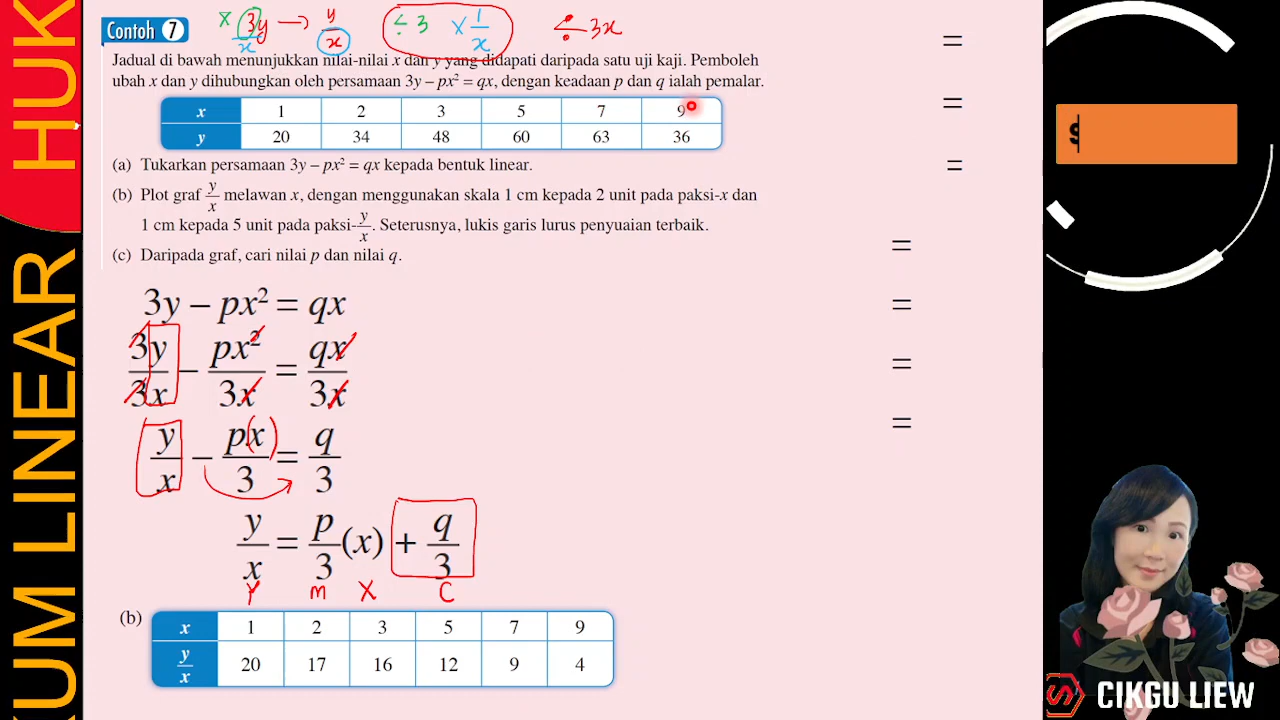 HUKUM LINEAR
Contoh 7
× 3y/x → y/x ÷ 3 × 1/x ÷ 3x
Jadual di bawah menunjukkan nilai-nilai x dan y yang didapati daripada satu uji kaji. Pemboleh
ubah x dan y dihubungkan oleh persamaan 3y – px² = qx, dengan keadaan p dan q ialah pemalar.
x 1 2 3 5 7 9
y 20 34 48 60 63 36
(a) Tukarkan persamaan 3y – px² = qx kepada bentuk linear.
(b) Plot graf y/x melawan x, dengan menggunakan skala 1 cm kepada 2 unit pada paksi-x dan
1 cm kepada 5 unit pada paksi-y/x. Seterusnya, lukis garis lurus penyuaian terbaik.
(c) Daripada graf, cari nilai p dan nilai q.
3y – px² = qx
3y/3x – px²/3x = qx/3x
y/x – px/3 = q/3
y/x = p/3 (x) + q/3
Y m X C
(b)
x 1 2 3 5 7 9
y/x 20 17 16 12 9 4
=
=
=
=
=
=
=
S
CIKGU LIEW